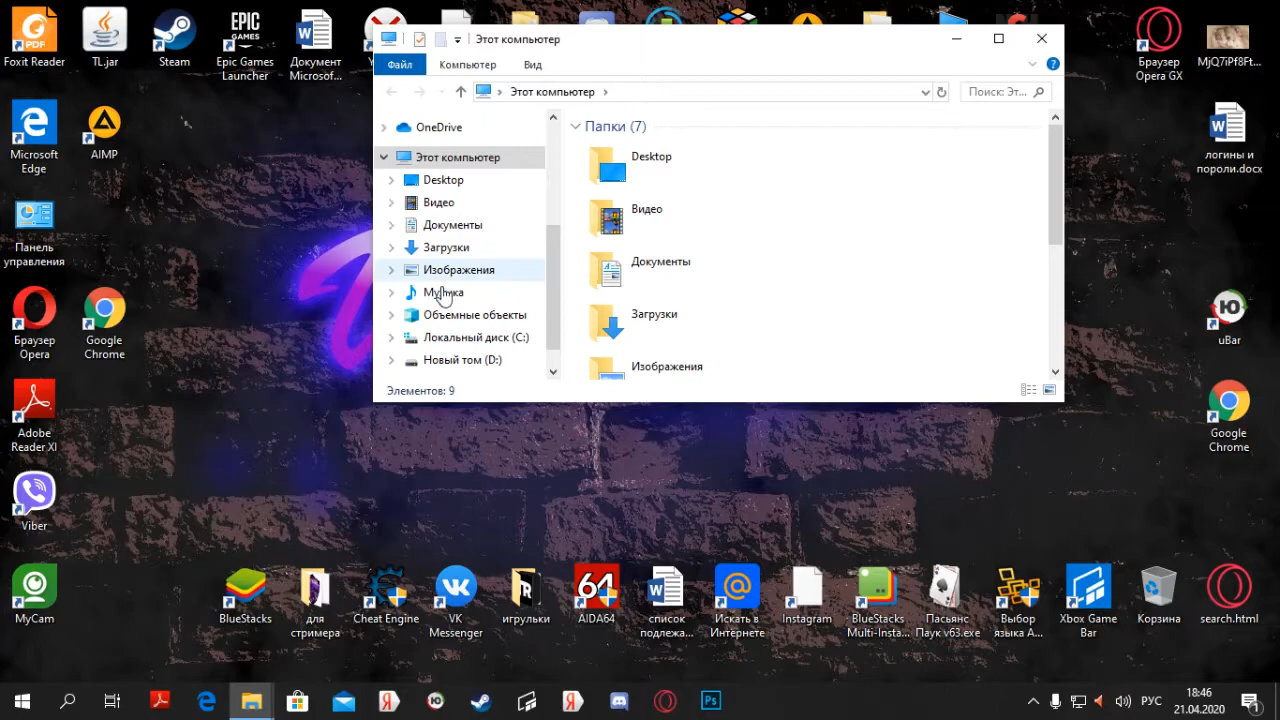 Foxit Reader
TL.jar
Steam
EPIC
GAMES
Epic Games
Launcher
Документ
Microsof...
Браузер
Opera GX
MjQ7iPf8Ft...
Этот компьютер
Файл
Компьютер
Вид
Этот компьютер
Поиск: Эт...
OneDrive
Этот компьютер
Desktop
Видео
Документы
Загрузки
Изображения
Объемные объекты
Локальный диск (C:)
Новый том (D:)
Папки (7)
Desktop
Видео
Документы
Загрузки
Изображения
Элементов: 9
Microsoft
Edge
AIMP
Панель
управления
Браузер
Opera
Google
Chrome
Adobe
Reader XI
Viber
MyCam
логины и
пороли.docx
uBar
Google
Chrome
BlueStacks
для
стримера
Cheat Engine
VK
Messenger
игрульки
64
AIDA64
список
подлежа...
Искать в
Интернете
Instagram
BlueStacks
Multi-Insta...
Пасьянс
Паук v63.exe
Выбор
языка A...
Xbox Game
Bar
Корзина
search.html
РУС
18:46
21.04.2020